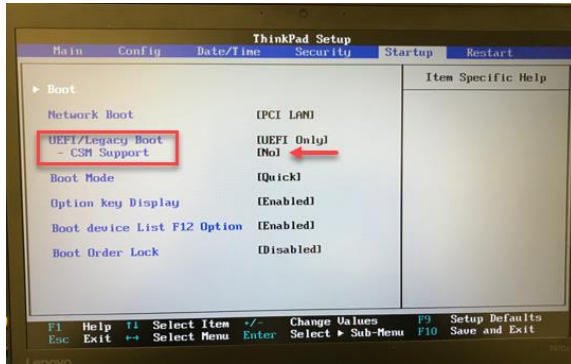 ThinkPad Setup
Main Config Date/Time Security Startup Restart
Item Specific Help
▶ Boot
Network Boot [PCI LAN]
UEFI/Legacy Boot [UEFI Only]
- CSM Support [No]
Boot Mode [Quick]
Option key Display [Enabled]
Boot device List F12 Option [Enabled]
Boot Order Lock [Disabled]
F1 Help ↑↓ Select Item +/- Change Values F9 Setup Defaults
Esc Exit ↔ Select Menu Enter Select ▶ Sub-Menu F10 Save and Exit
Lenovo